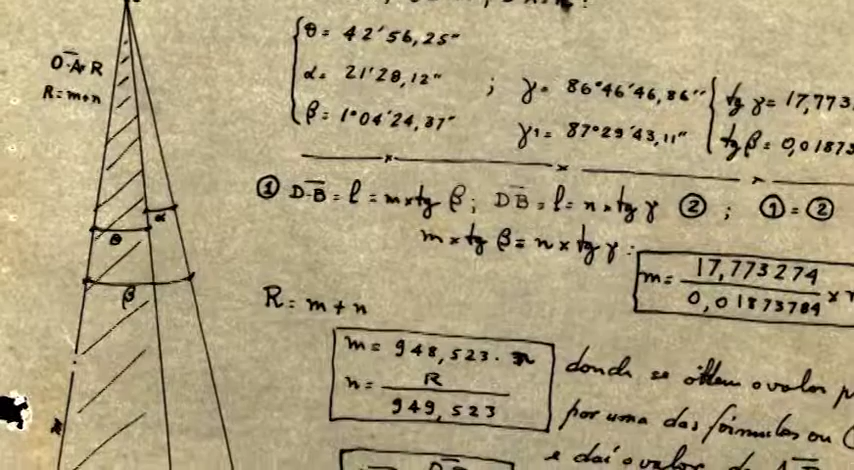 O-A=R
R=m+n
θ= 42'56,25"
α= 21'28,12" ; γ= 86°46'46,86" tg γ= 17,773
β= 1°04'24,37" γ1= 87°29'43,11" tg β= 0,01873
① DB = l = m×tg β; DB = l = n×tg γ ② ; ① = ②
m×tg β = n×tg γ:
m= 17,773274
0,01873784 ×
R= m+n
m= 948,523. n
n= R
949,523
donde se obtem o valor
por uma das fórmulas ou
e daí o valor
θ α
β